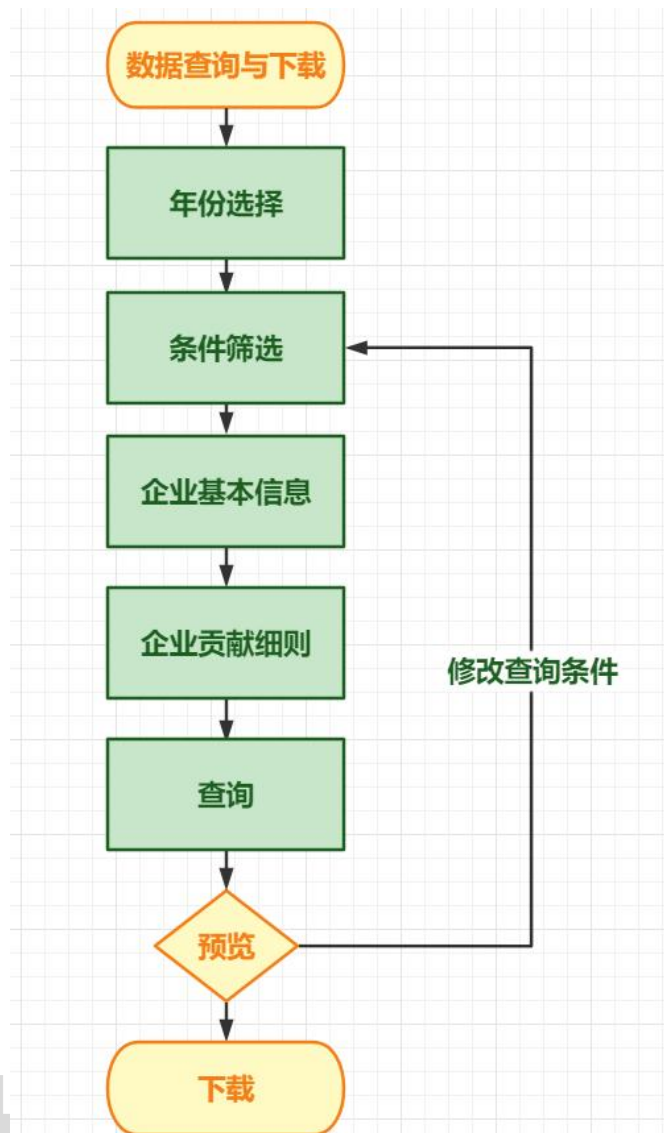 数据查询与下载
年份选择
条件筛选
企业基本信息
企业贡献细则
修改查询条件
查询
预览
下载